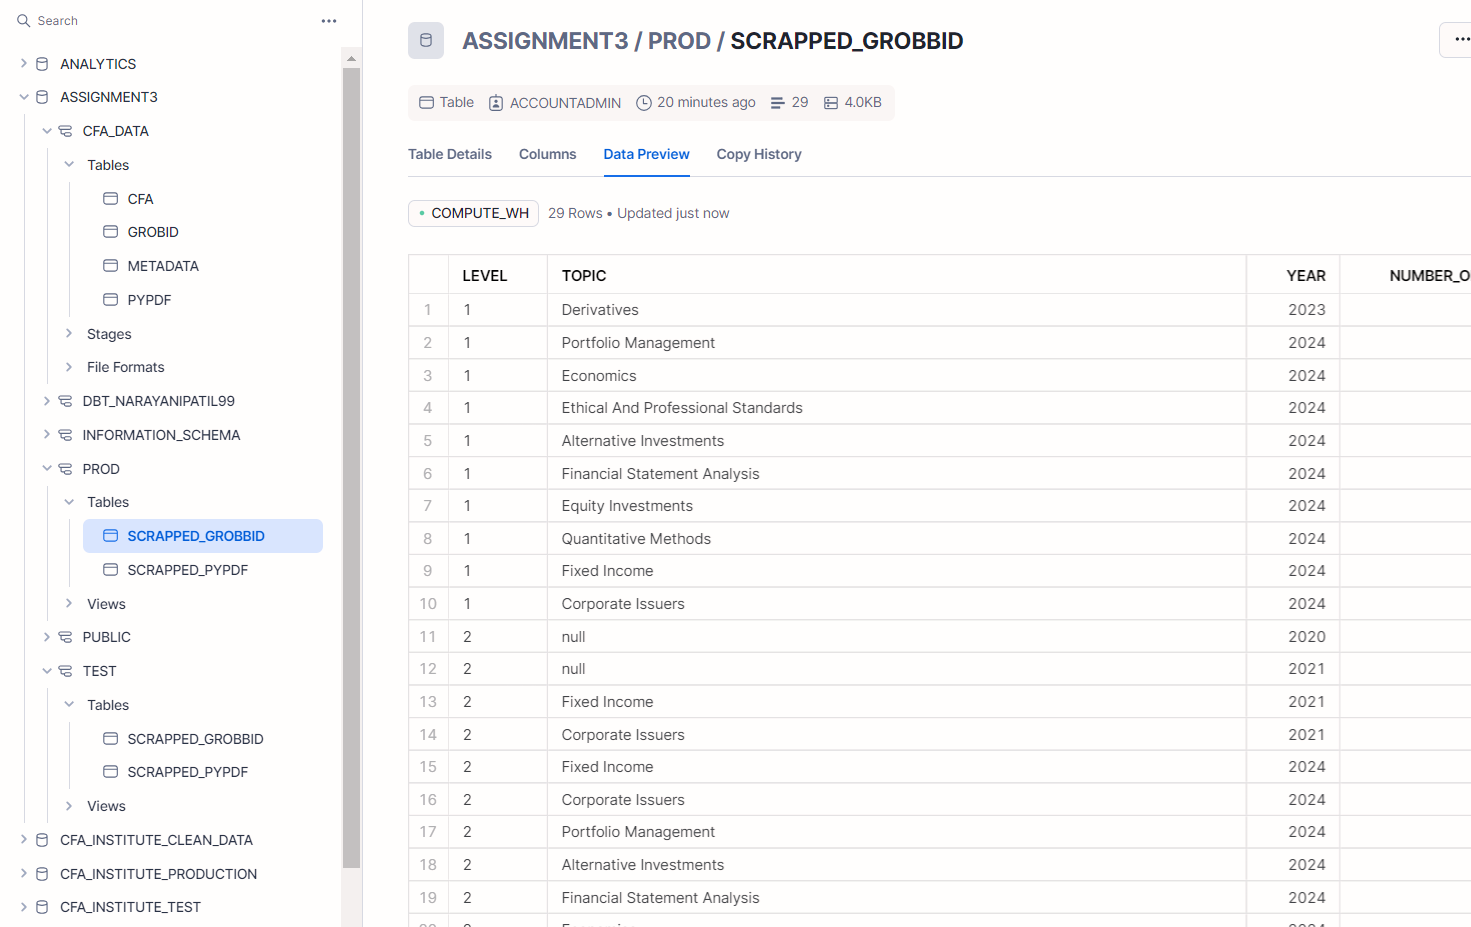 Search
ANALYTICS
ASSIGNMENT3
CFA_DATA
Tables
CFA
GROBID
METADATA
PYPDF
Stages
File Formats
DBT_NARAYANIPATIL99
INFORMATION_SCHEMA
PROD
Tables
SCRAPPED_GROBBID
SCRAPPED_PYPDF
Views
PUBLIC
TEST
Tables
SCRAPPED_GROBBID
SCRAPPED_PYPDF
Views
CFA_INSTITUTE_CLEAN_DATA
CFA_INSTITUTE_PRODUCTION
CFA_INSTITUTE_TEST
ASSIGNMENT3 / PROD / SCRAPPED_GROBBID
Table ACCOUNTADMIN 20 minutes ago 29 4.0KB
Table Details Columns Data Preview Copy History
COMPUTE_WH 29 Rows • Updated just now
LEVEL TOPIC YEAR NUMBER_O
1 1 Derivatives 2023
2 1 Portfolio Management 2024
3 1 Economics 2024
4 1 Ethical And Professional Standards 2024
5 1 Alternative Investments 2024
6 1 Financial Statement Analysis 2024
7 1 Equity Investments 2024
8 1 Quantitative Methods 2024
9 1 Fixed Income 2024
10 1 Corporate Issuers 2024
11 2 null 2020
12 2 null 2021
13 2 Fixed Income 2021
14 2 Corporate Issuers 2021
15 2 Fixed Income 2024
16 2 Corporate Issuers 2024
17 2 Portfolio Management 2024
18 2 Alternative Investments 2024
19 2 Financial Statement Analysis 2024